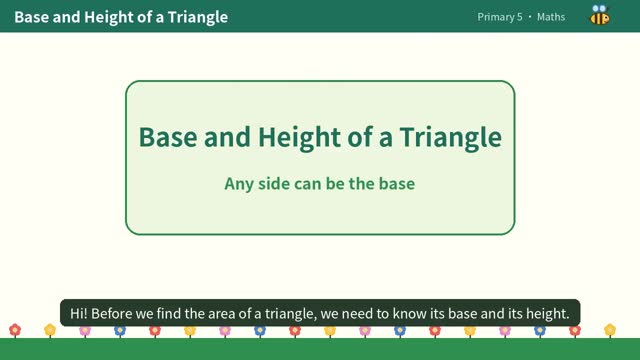 Base and Height of a Triangle
Primary 5 • Maths
Base and Height of a Triangle
Any side can be the base
Hi! Before we find the area of a triangle, we need to know its base and its height.